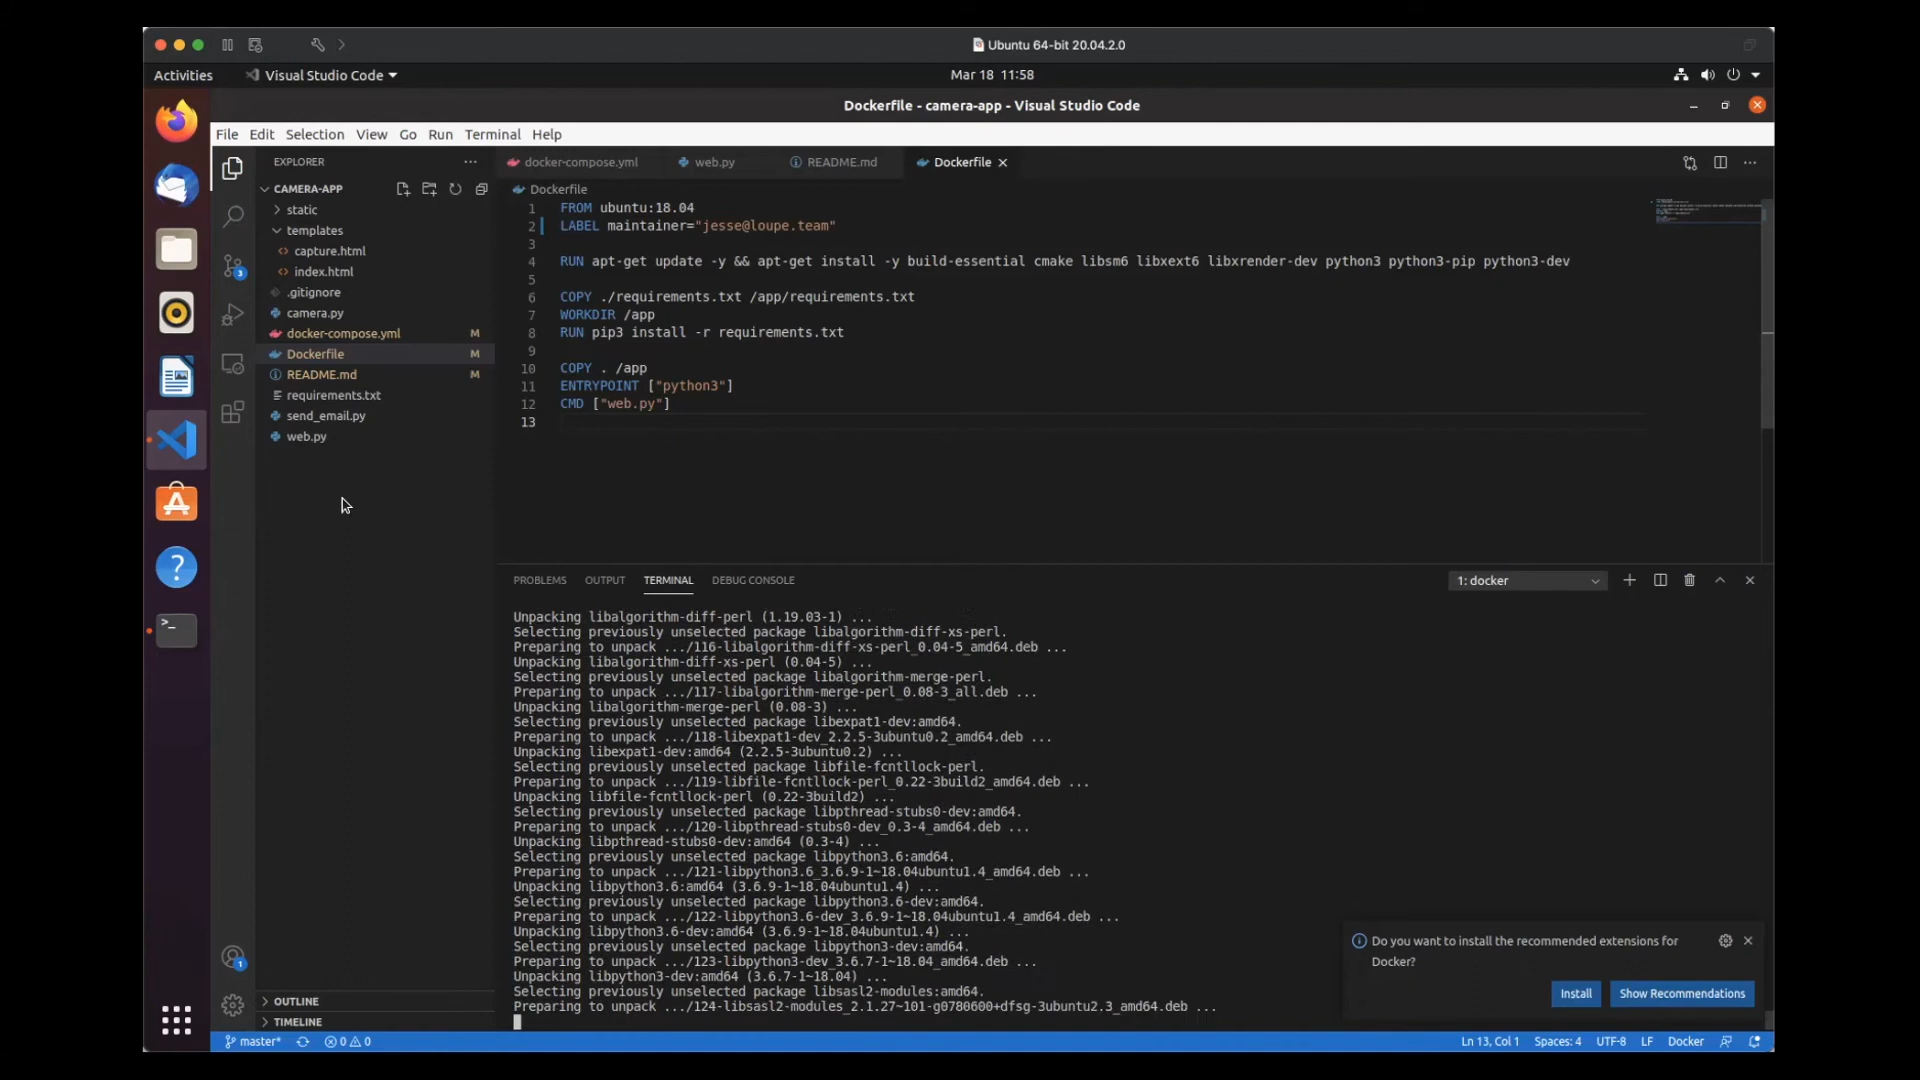 Ubuntu 64-bit 20.04.2.0
Activities
Visual Studio Code
Mar 18 11:58
Dockerfile - camera-app - Visual Studio Code
File Edit Selection View Go Run Terminal Help
EXPLORER
CAMERA-APP
static
templates
capture.html
index.html
.gitignore
camera.py
docker-compose.yml M
Dockerfile M
README.md M
requirements.txt
send_email.py
web.py
OUTLINE
TIMELINE
3
1
docker-compose.yml web.py README.md Dockerfile
Dockerfile
1 FROM ubuntu:18.04
2 LABEL maintainer="jesse@loupe.team"
3
4 RUN apt-get update -y && apt-get install -y build-essential cmake libsm6 libxext6 libxrender-dev python3 python3-pip python3-dev
5
6 COPY ./requirements.txt /app/requirements.txt
7 WORKDIR /app
8 RUN pip3 install -r requirements.txt
9
10 COPY . /app
11 ENTRYPOINT ["python3"]
12 CMD ["web.py"]
13
PROBLEMS OUTPUT TERMINAL DEBUG CONSOLE
1: docker
Unpacking libalgorithm-diff-perl (1.19.03-1) ...
Selecting previously unselected package libalgorithm-diff-xs-perl.
Preparing to unpack .../116-libalgorithm-diff-xs-perl_0.04-5_amd64.deb ...
Unpacking libalgorithm-diff-xs-perl (0.04-5) ...
Selecting previously unselected package libalgorithm-merge-perl.
Preparing to unpack .../117-libalgorithm-merge-perl_0.08-3_all.deb ...
Unpacking libalgorithm-merge-perl (0.08-3) ...
Selecting previously unselected package libexpat1-dev:amd64.
Preparing to unpack .../118-libexpat1-dev_2.2.5-3ubuntu0.2_amd64.deb ...
Unpacking libexpat1-dev:amd64 (2.2.5-3ubuntu0.2) ...
Selecting previously unselected package libfile-fcntllock-perl.
Preparing to unpack .../119-libfile-fcntllock-perl_0.22-3build2_amd64.deb ...
Unpacking libfile-fcntllock-perl (0.22-3build2) ...
Selecting previously unselected package libpthread-stubs0-dev:amd64.
Preparing to unpack .../120-libpthread-stubs0-dev_0.3-4_amd64.deb ...
Unpacking libpthread-stubs0-dev:amd64 (0.3-4) ...
Selecting previously unselected package libpython3.6:amd64.
Preparing to unpack .../121-libpython3.6_3.6.9-1~18.04ubuntu1.4_amd64.deb ...
Unpacking libpython3.6:amd64 (3.6.9-1~18.04ubuntu1.4) ...
Selecting previously unselected package libpython3.6-dev:amd64.
Preparing to unpack .../122-libpython3.6-dev_3.6.9-1~18.04ubuntu1.4_amd64.deb ...
Unpacking libpython3.6-dev:amd64 (3.6.9-1~18.04ubuntu1.4) ...
Selecting previously unselected package libpython3-dev:amd64.
Preparing to unpack .../123-libpython3-dev_3.6.7-1~18.04_amd64.deb ...
Unpacking libpython3-dev:amd64 (3.6.7-1~18.04) ...
Selecting previously unselected package libsasl2-modules:amd64.
Preparing to unpack .../124-libsasl2-modules_2.1.27~101-g0780600+dfsg-3ubuntu2.3_amd64.deb ...
Do you want to install the recommended extensions for
Docker?
Install Show Recommendations
master* 0 0
Ln 13, Col 1 Spaces: 4 UTF-8 LF Docker